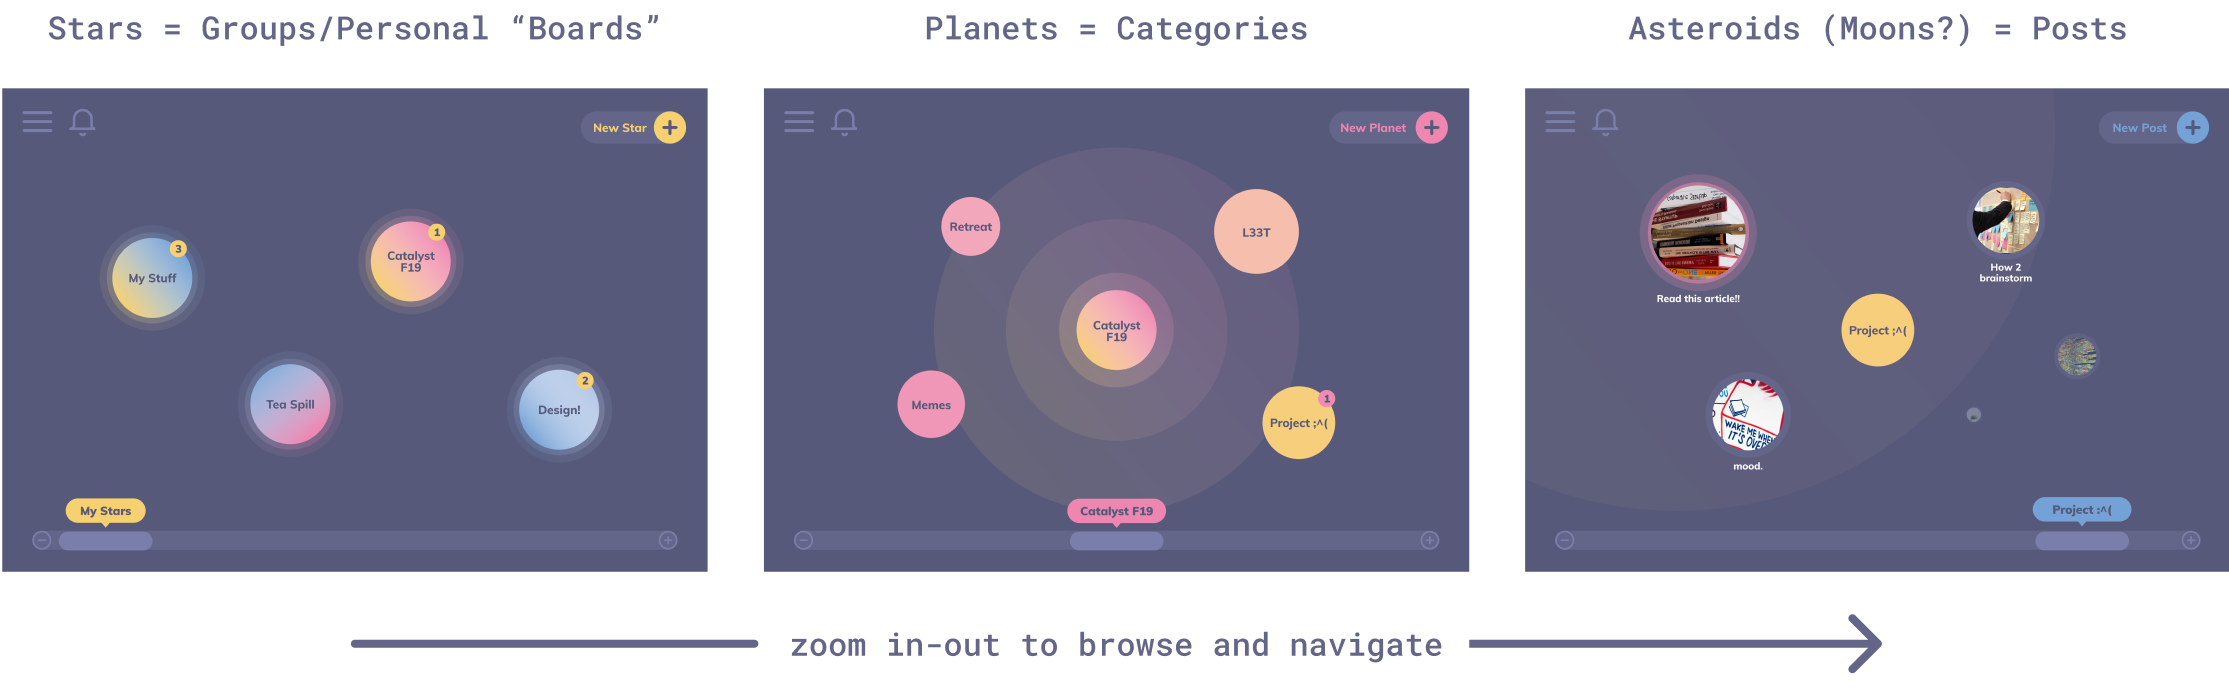 Stars = Groups/Personal “Boards”
Planets = Categories
Asteroids (Moons?) = Posts
New Star
3
My Stuff
1
Catalyst
F19
Tea Spill
2
Design!
My Stars
New Planet
Retreat
L33T
Catalyst
F19
Memes
1
Project ;^(
Catalyst F19
New Post
Read this article!!
How 2
brainstorm
Project ;^(
WAKE ME WHEN
IT'S OVER
mood.
Project :^(
zoom in-out to browse and navigate